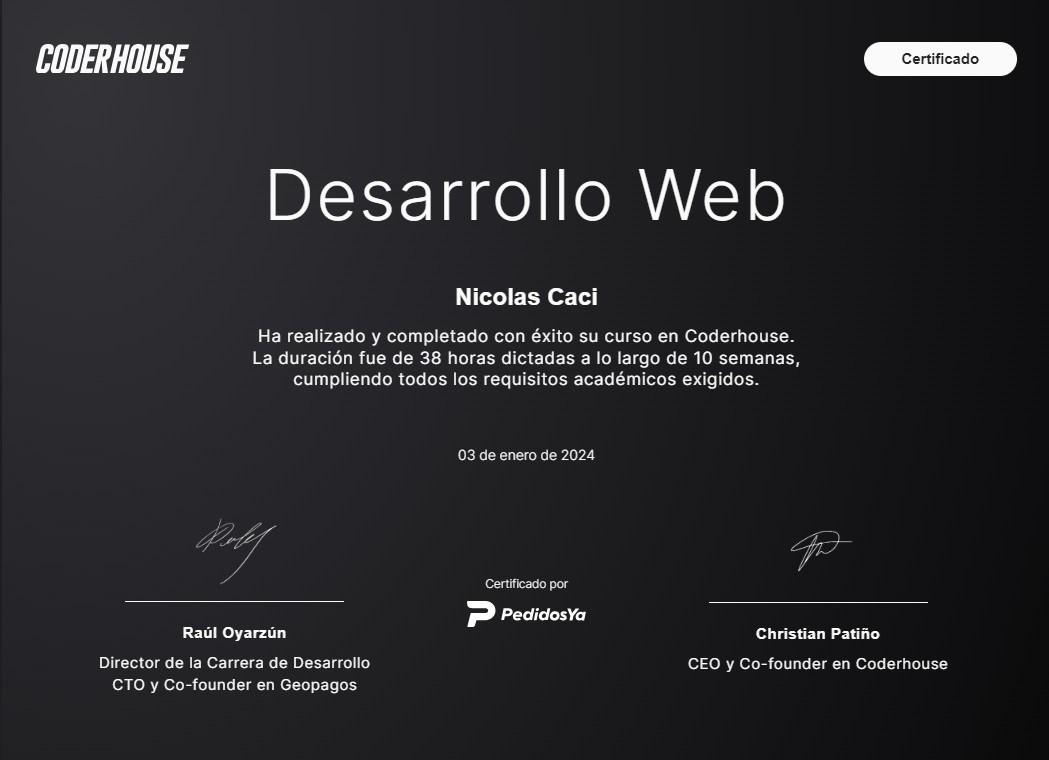 CODERHOUSE
Certificado
Desarrollo Web
Nicolas Caci
Ha realizado y completado con éxito su curso en Coderhouse.
La duración fue de 38 horas dictadas a lo largo de 10 semanas,
cumpliendo todos los requisitos académicos exigidos.
03 de enero de 2024
Certificado por
PedidosYa
Raúl Oyarzún
Director de la Carrera de Desarrollo
CTO y Co-founder en Geopagos
Christian Patiño
CEO y Co-founder en Coderhouse